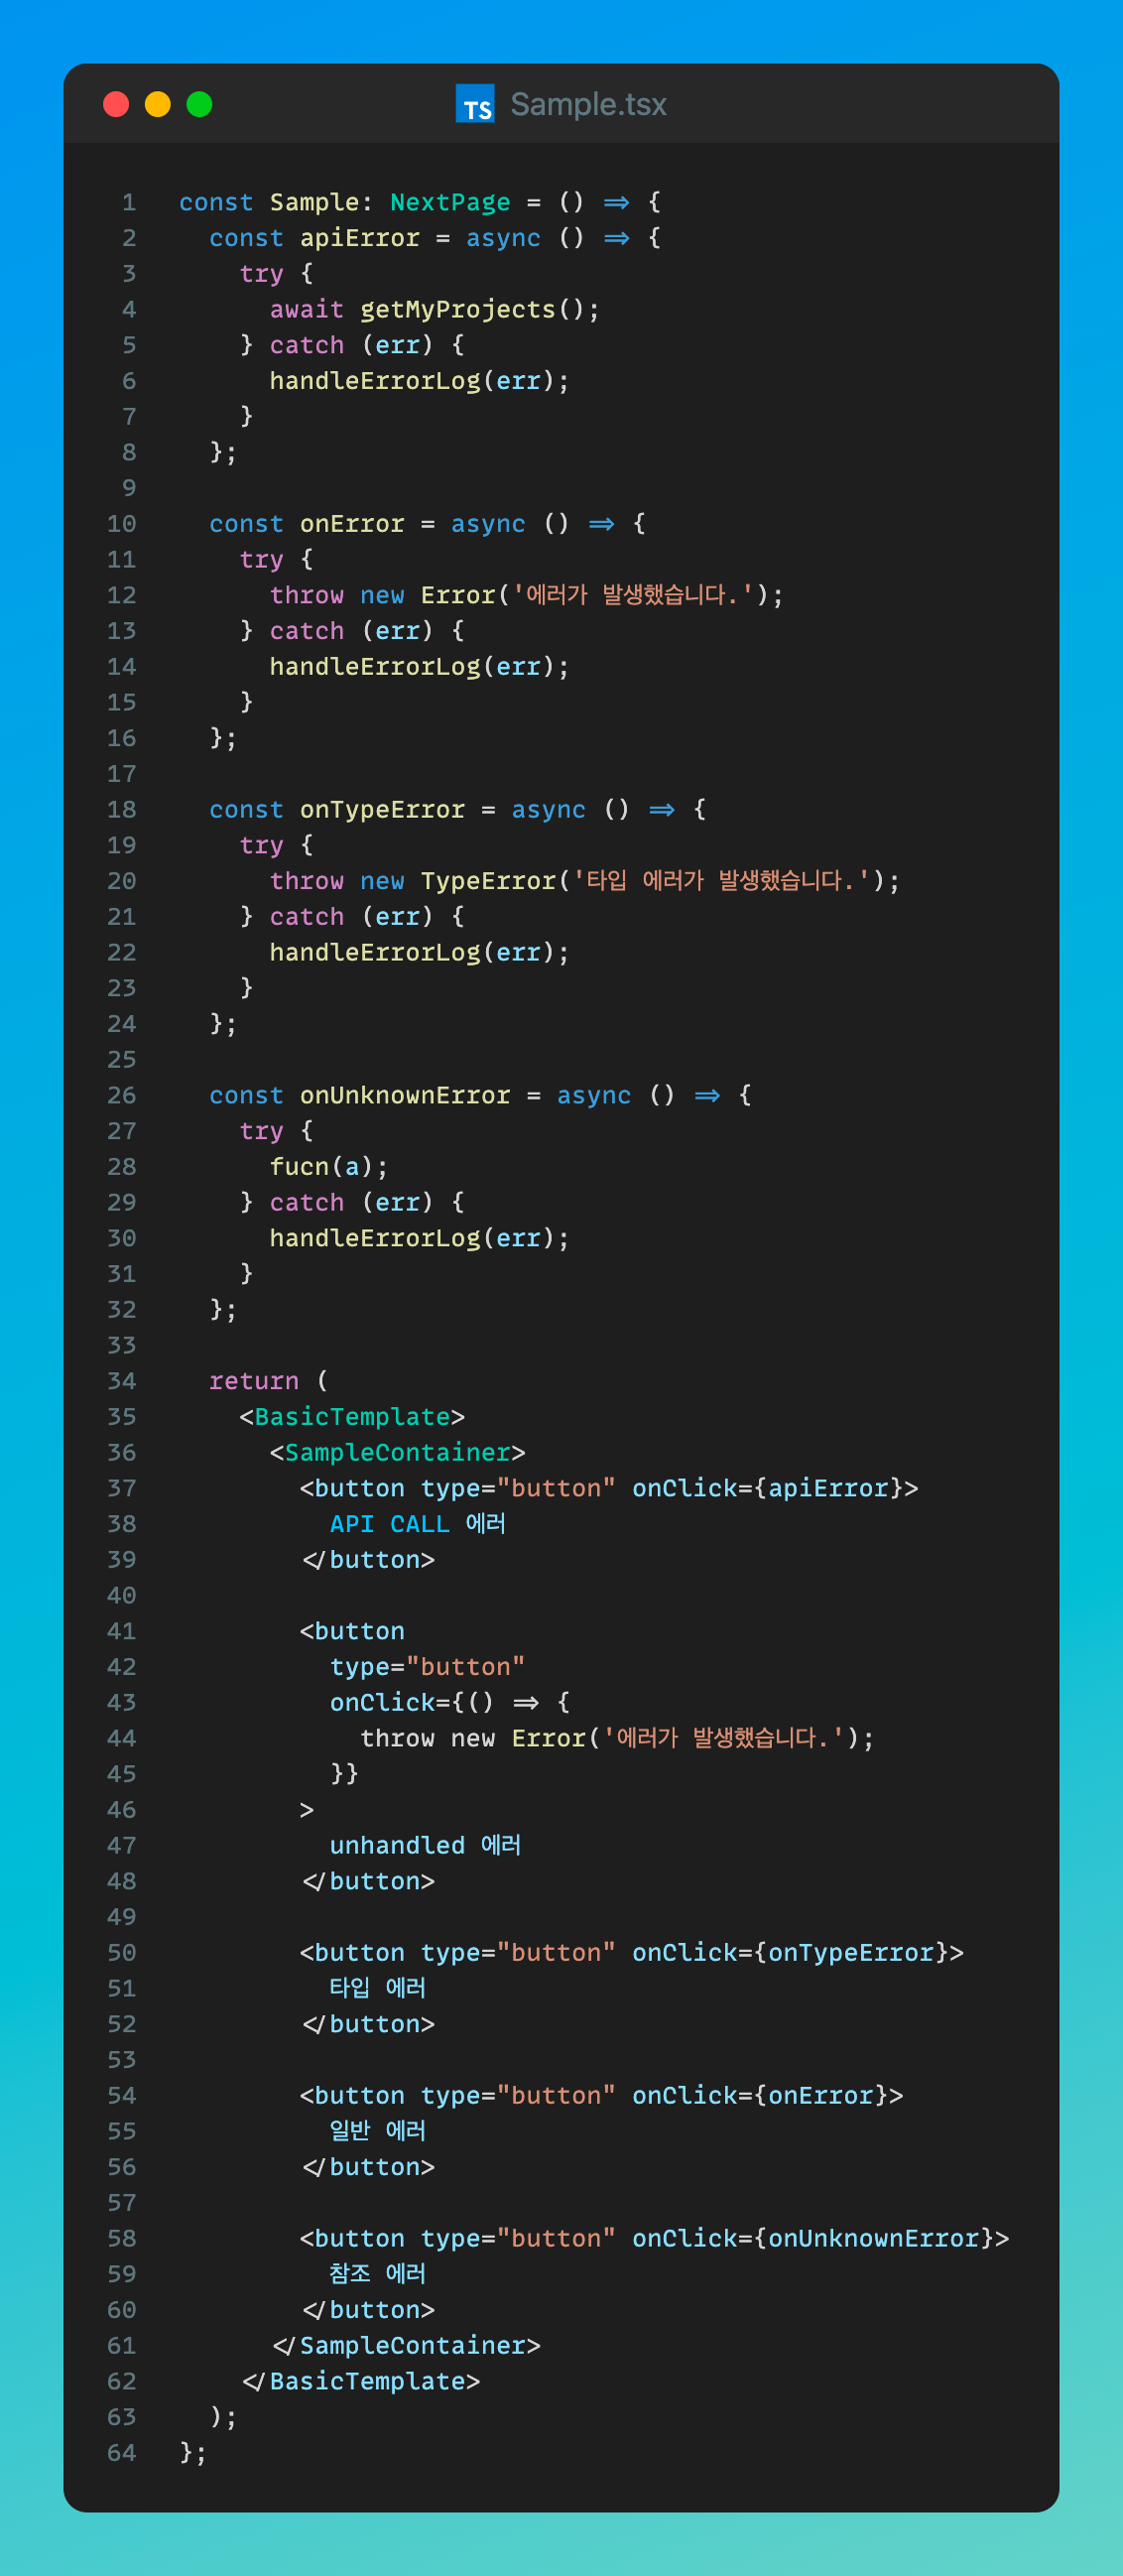 TS Sample.tsx
1 const Sample: NextPage = () => {
2   const apiError = async () => {
3     try {
4       await getMyProjects();
5     } catch (err) {
6       handleErrorLog(err);
7     }
8   };
9
10   const onError = async () => {
11     try {
12       throw new Error('에러가 발생했습니다.');
13     } catch (err) {
14       handleErrorLog(err);
15     }
16   };
17
18   const onTypeError = async () => {
19     try {
20       throw new TypeError('타입 에러가 발생했습니다.');
21     } catch (err) {
22       handleErrorLog(err);
23     }
24   };
25
26   const onUnknownError = async () => {
27     try {
28       fucn(a);
29     } catch (err) {
30       handleErrorLog(err);
31     }
32   };
33
34   return (
35     <BasicTemplate>
36       <SampleContainer>
37         <button type="button" onClick={apiError}>
38           API CALL 에러
39         </button>
40
41         <button
42           type="button"
43           onClick={() => {
44             throw new Error('에러가 발생했습니다.');
45           }}
46         >
47           unhandled 에러
48         </button>
49
50         <button type="button" onClick={onTypeError}>
51           타입 에러
52         </button>
53
54         <button type="button" onClick={onError}>
55           일반 에러
56         </button>
57
58         <button type="button" onClick={onUnknownError}>
59           참조 에러
60         </button>
61       </SampleContainer>
62     </BasicTemplate>
63   );
64 };